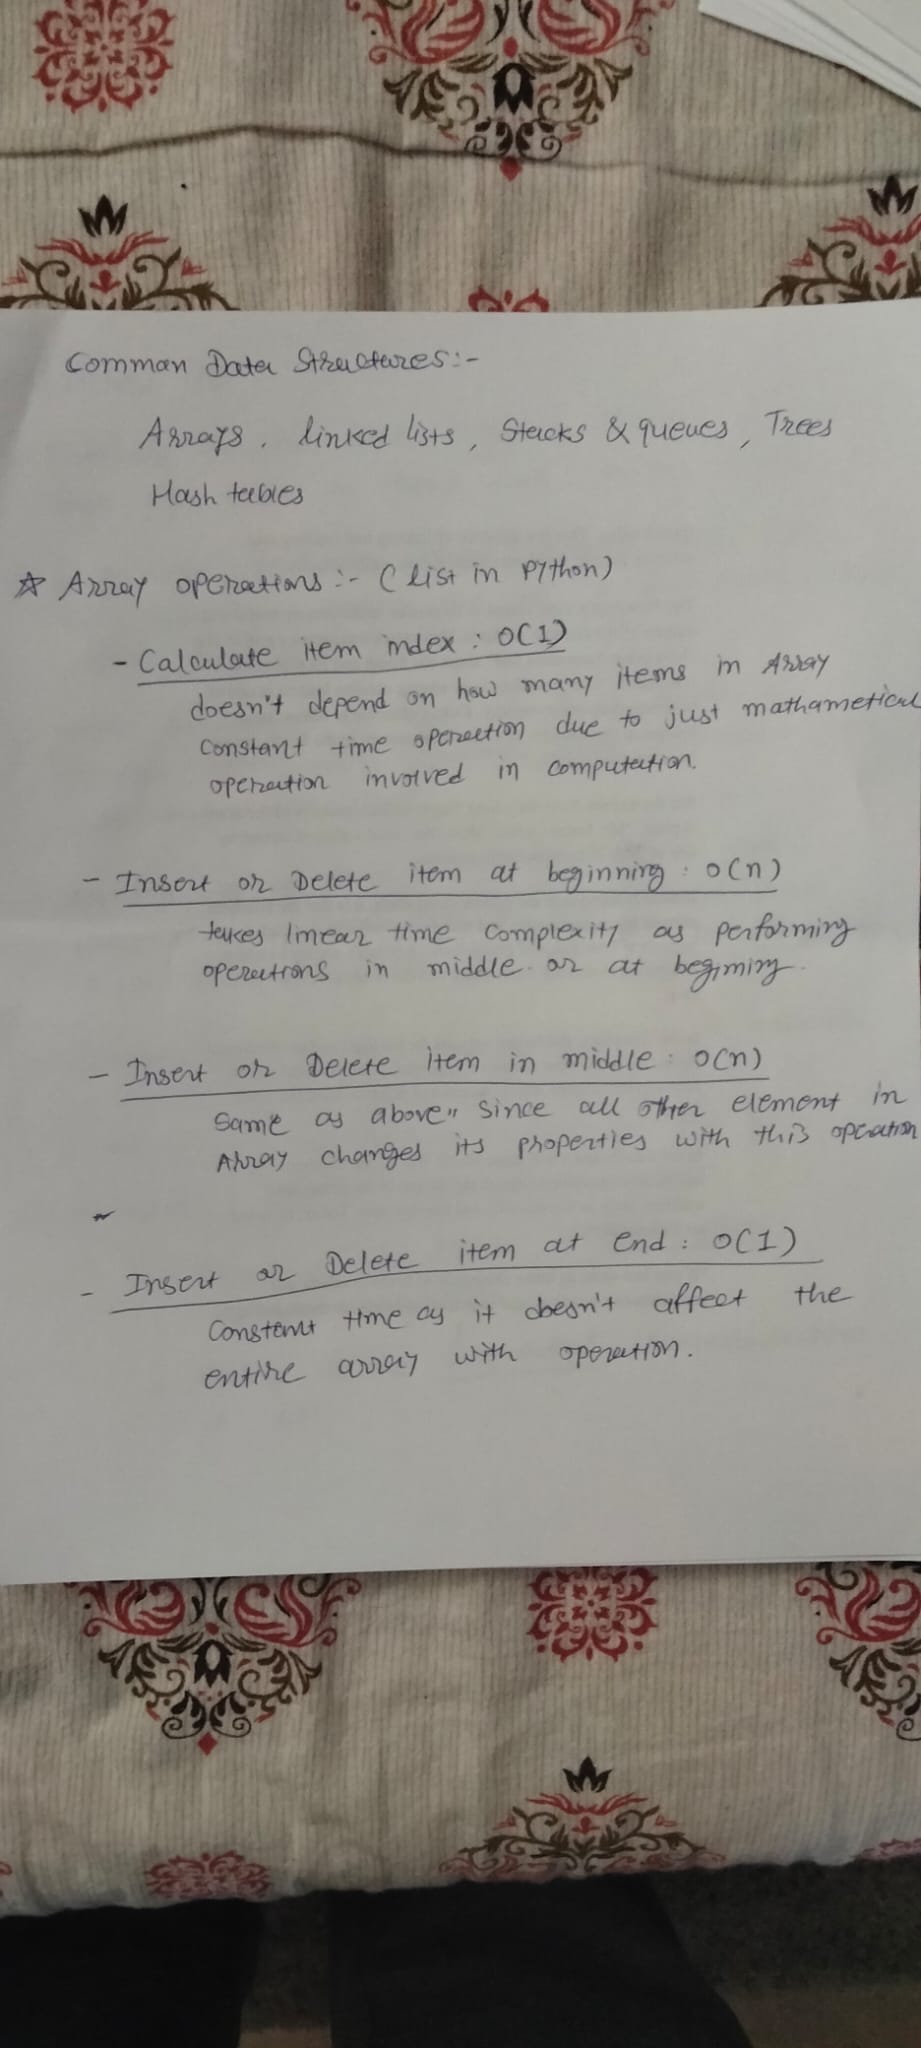 Common Data Structures:-
Arrays, linked lists, Stacks & queues, Trees
Hash tables
☆ Array operations :- (list in Python)
- Calculate item index : O(1)
doesn't depend on how many items in Array
Constant time operation due to just mathametical
operation involved in computation.
- Insert or Delete item at beginning : O(n)
takes linear time complexity as performing
operations in middle or at beginning.
- Insert or Delete item in middle : O(n)
Same as above,, Since all other element in
Array changes its properties with this operation
- Insert or Delete item at end : O(1)
Constant time as it doesn't affect the
entire array with operation.